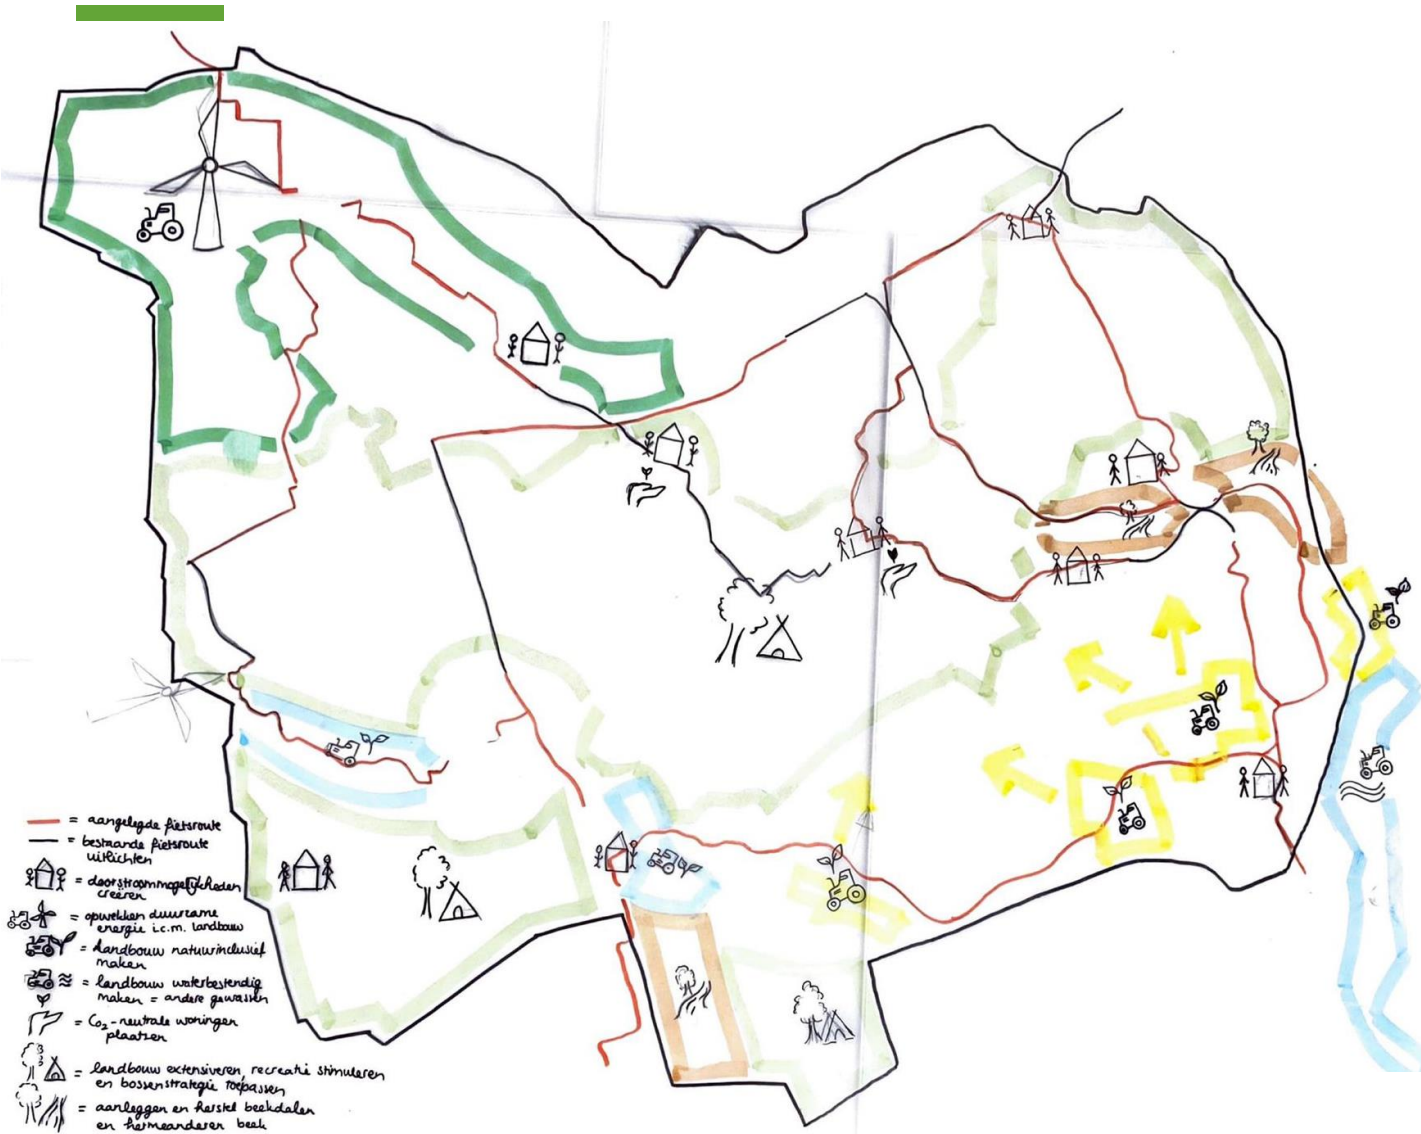 = aangelegde fietsroute
= bestaande fietsroute
uitlichten
= doorstroommogelijkheden
creëren
= opwekken duurzame
energie i.c.m. landbouw
= landbouw natuurinclusief
maken
= landbouw waterbestendig
maken = andere gewassen
= Co2-neutrale woningen
plaatsen
= landbouw extensiveren, recreatie stimuleren
en bossenstrategie toepassen
= aanleggen en herstel beekdalen
en hermeanderen beek